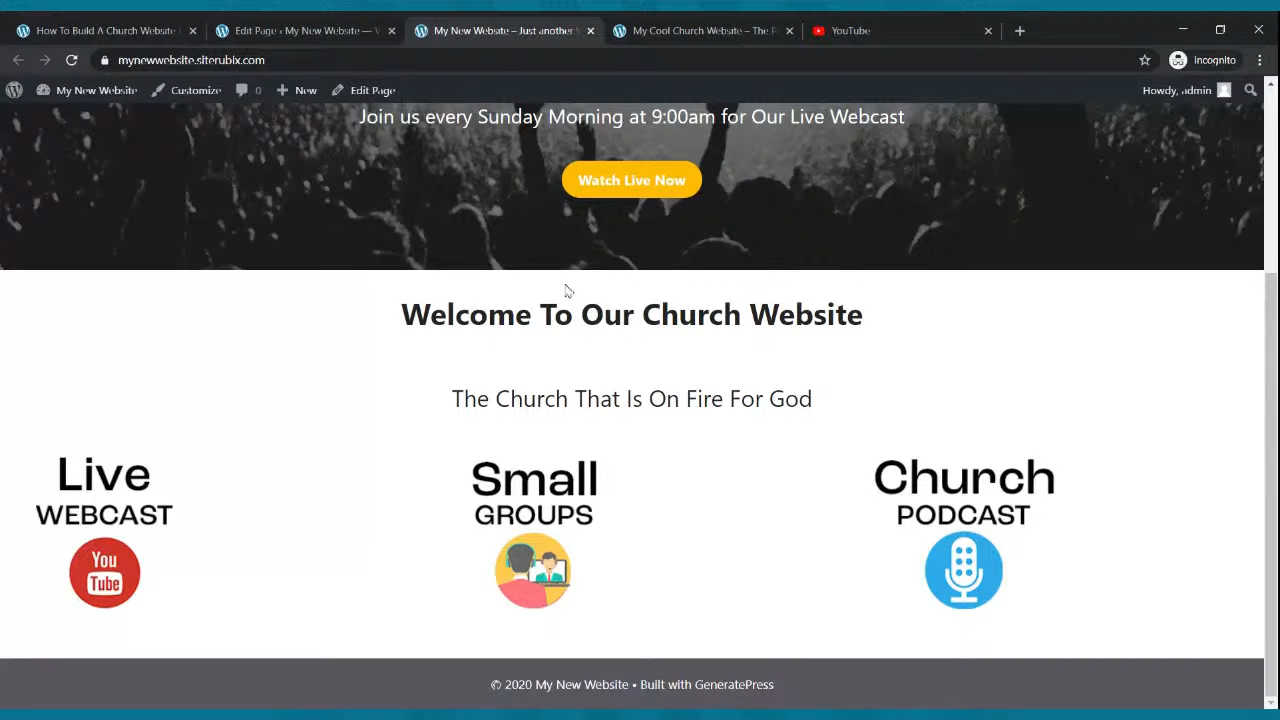 How To Build A Church Website
Edit Page ‹ My New Website —
My New Website – Just another
My Cool Church Website – The
YouTube
mynewwebsite.siterubix.com
Incognito
My New Website
Customize
0
New
Edit Page
Howdy, admin
Join us every Sunday Morning at 9:00am for Our Live Webcast
Watch Live Now
Welcome To Our Church Website
The Church That Is On Fire For God
Live
WEBCAST
You
Tube
Small
GROUPS
Church
PODCAST
© 2020 My New Website • Built with GeneratePress